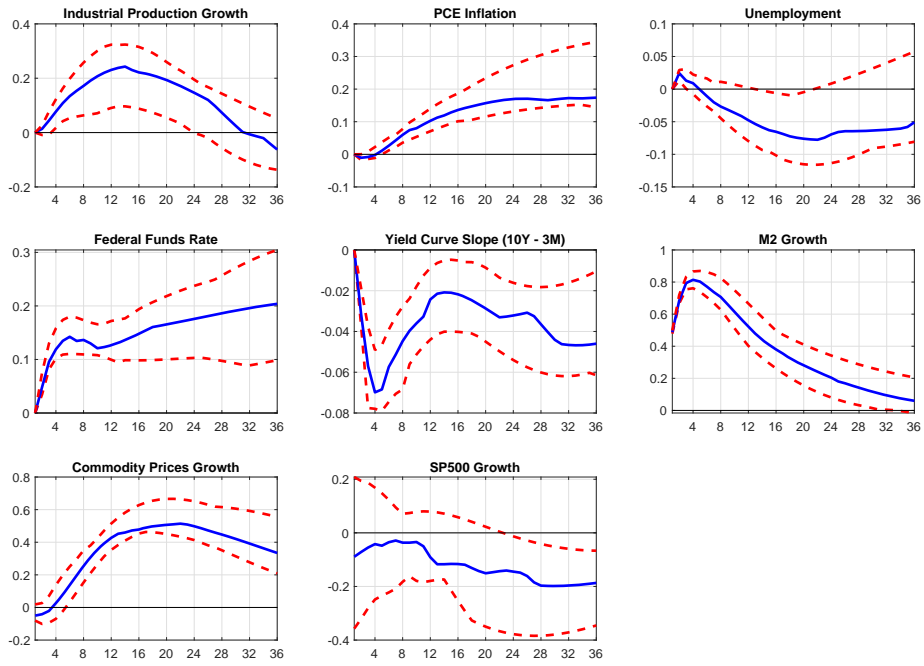 Industrial Production Growth
0.4
0.2
0
-0.2
4 8 12 16 20 24 28 32 36
PCE Inflation
0.4
0.3
0.2
0.1
0
-0.1
4 8 12 16 20 24 28 32 36
Unemployment
0.1
0.05
0
-0.05
-0.1
-0.15
4 8 12 16 20 24 28 32 36
Federal Funds Rate
0.3
0.2
0.1
0
4 8 12 16 20 24 28 32 36
Yield Curve Slope (10Y - 3M)
0
-0.02
-0.04
-0.06
-0.08
4 8 12 16 20 24 28 32 36
M2 Growth
1
0.8
0.6
0.4
0.2
0
4 8 12 16 20 24 28 32 36
Commodity Prices Growth
0.8
0.6
0.4
0.2
0
-0.2
4 8 12 16 20 24 28 32 36
SP500 Growth
0.2
0
-0.2
-0.4
4 8 12 16 20 24 28 32 36